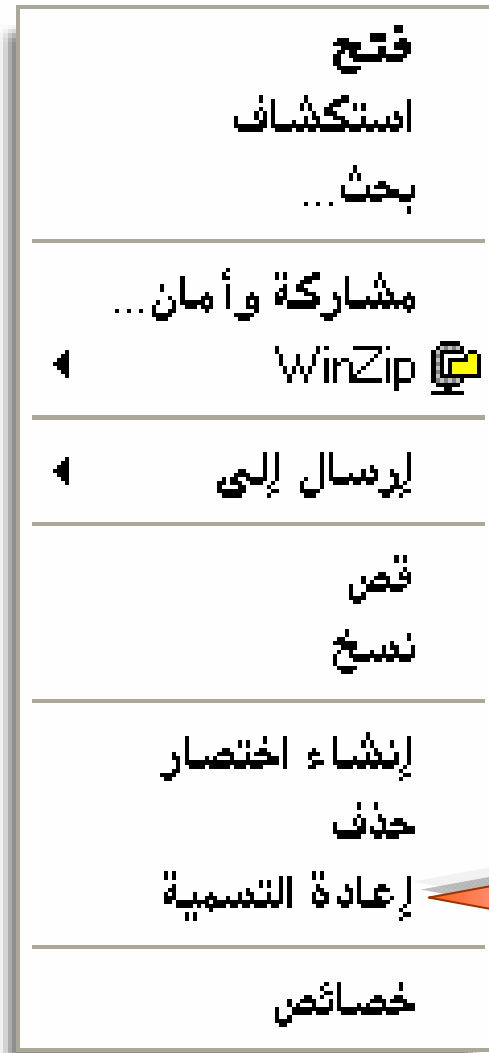 فتح
استكشاف
بحث...
مشاركة وأمان...
WinZip
إرسال إلى
قص
نسخ
إنشاء اختصار
حذف
إعادة التسمية
خصائص